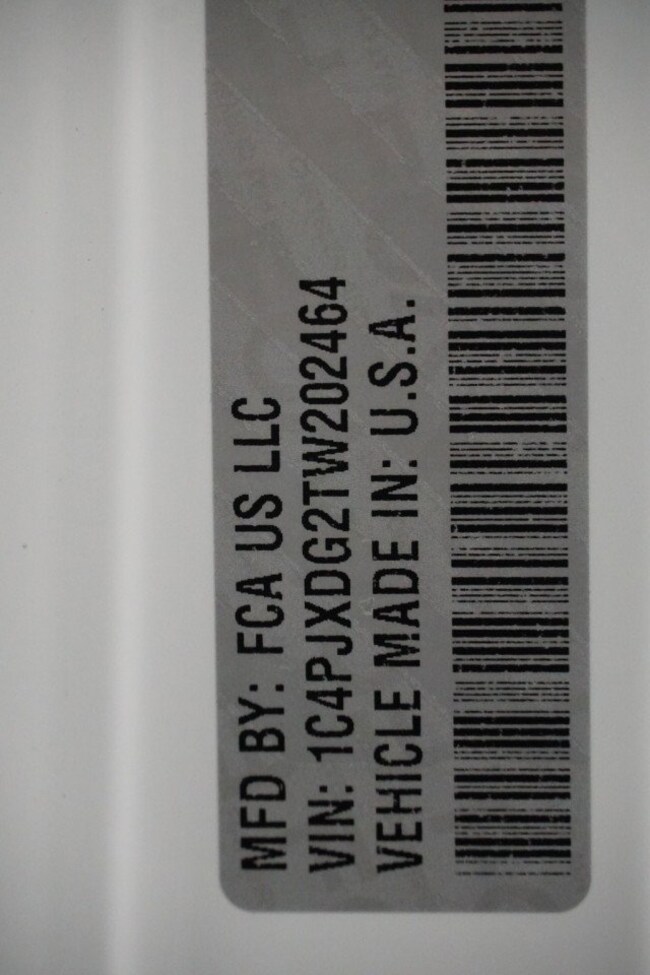 MFD BY: FCA US LLC
VIN: 1C4PJXDG2TW202464
VEHICLE MADE IN: U.S.A.